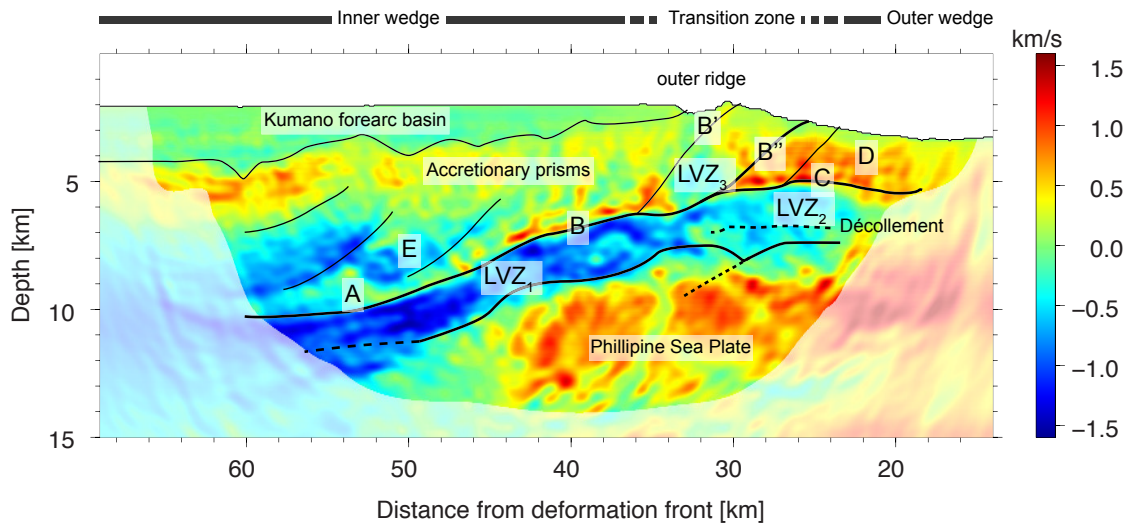 Inner wedge Transition zone Outer wedge
km/s
outer ridge
Kumano forearc basin
B'
B''
D
Accretionary prisms
LVZ3
C
LVZ2
B
Décollement
E
LVZ1
A
Phillipine Sea Plate
5
10
15
Depth [km]
60 50 40 30 20
Distance from deformation front [km]
1.5
1.0
0.5
0.0
−0.5
−1.0
−1.5